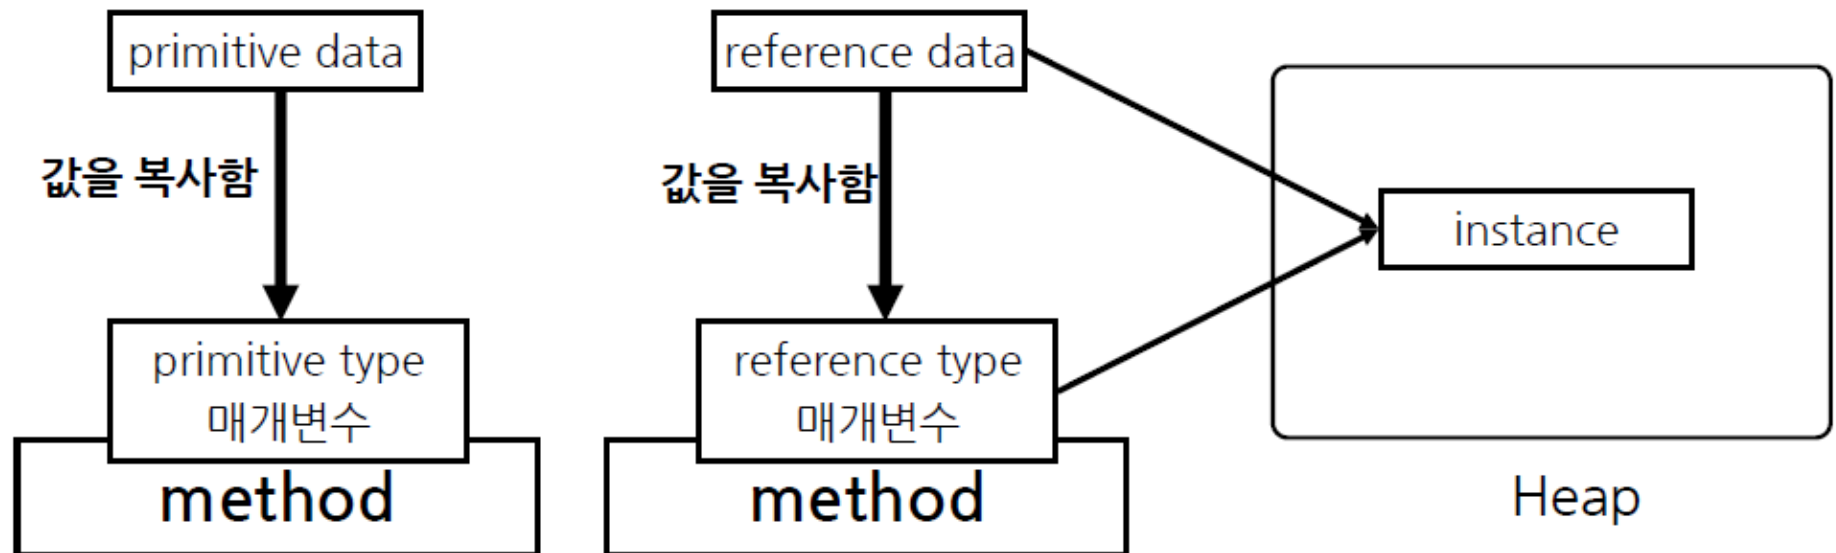 primitive data
reference data
값을 복사함
값을 복사함
instance
primitive type
매개변수
reference type
매개변수
method
method
Heap